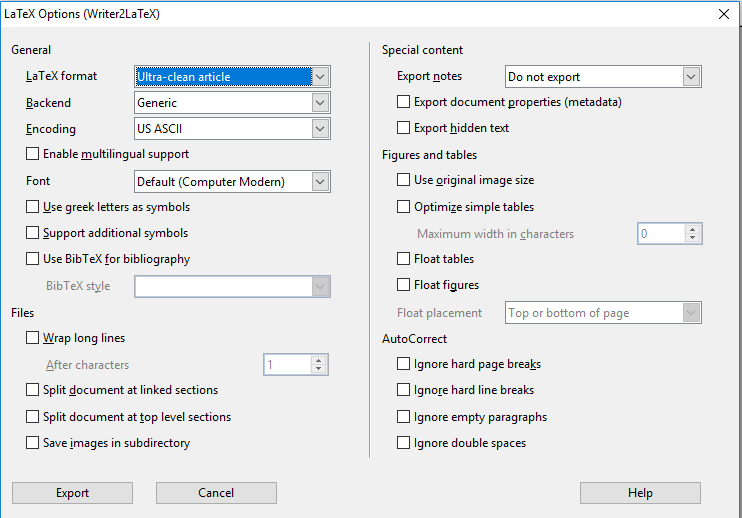 LaTeX Options (Writer2LaTeX)
General
LaTeX format
Ultra-clean article
Backend
Generic
Encoding
US ASCII
Enable multilingual support
Font
Default (Computer Modern)
Use greek letters as symbols
Support additional symbols
Use BibTeX for bibliography
BibTeX style
Files
Wrap long lines
After characters
1
Split document at linked sections
Split document at top level sections
Save images in subdirectory
Special content
Export notes
Do not export
Export document properties (metadata)
Export hidden text
Figures and tables
Use original image size
Optimize simple tables
Maximum width in characters
0
Float tables
Float figures
Float placement
Top or bottom of page
AutoCorrect
Ignore hard page breaks
Ignore hard line breaks
Ignore empty paragraphs
Ignore double spaces
Export
Cancel
Help